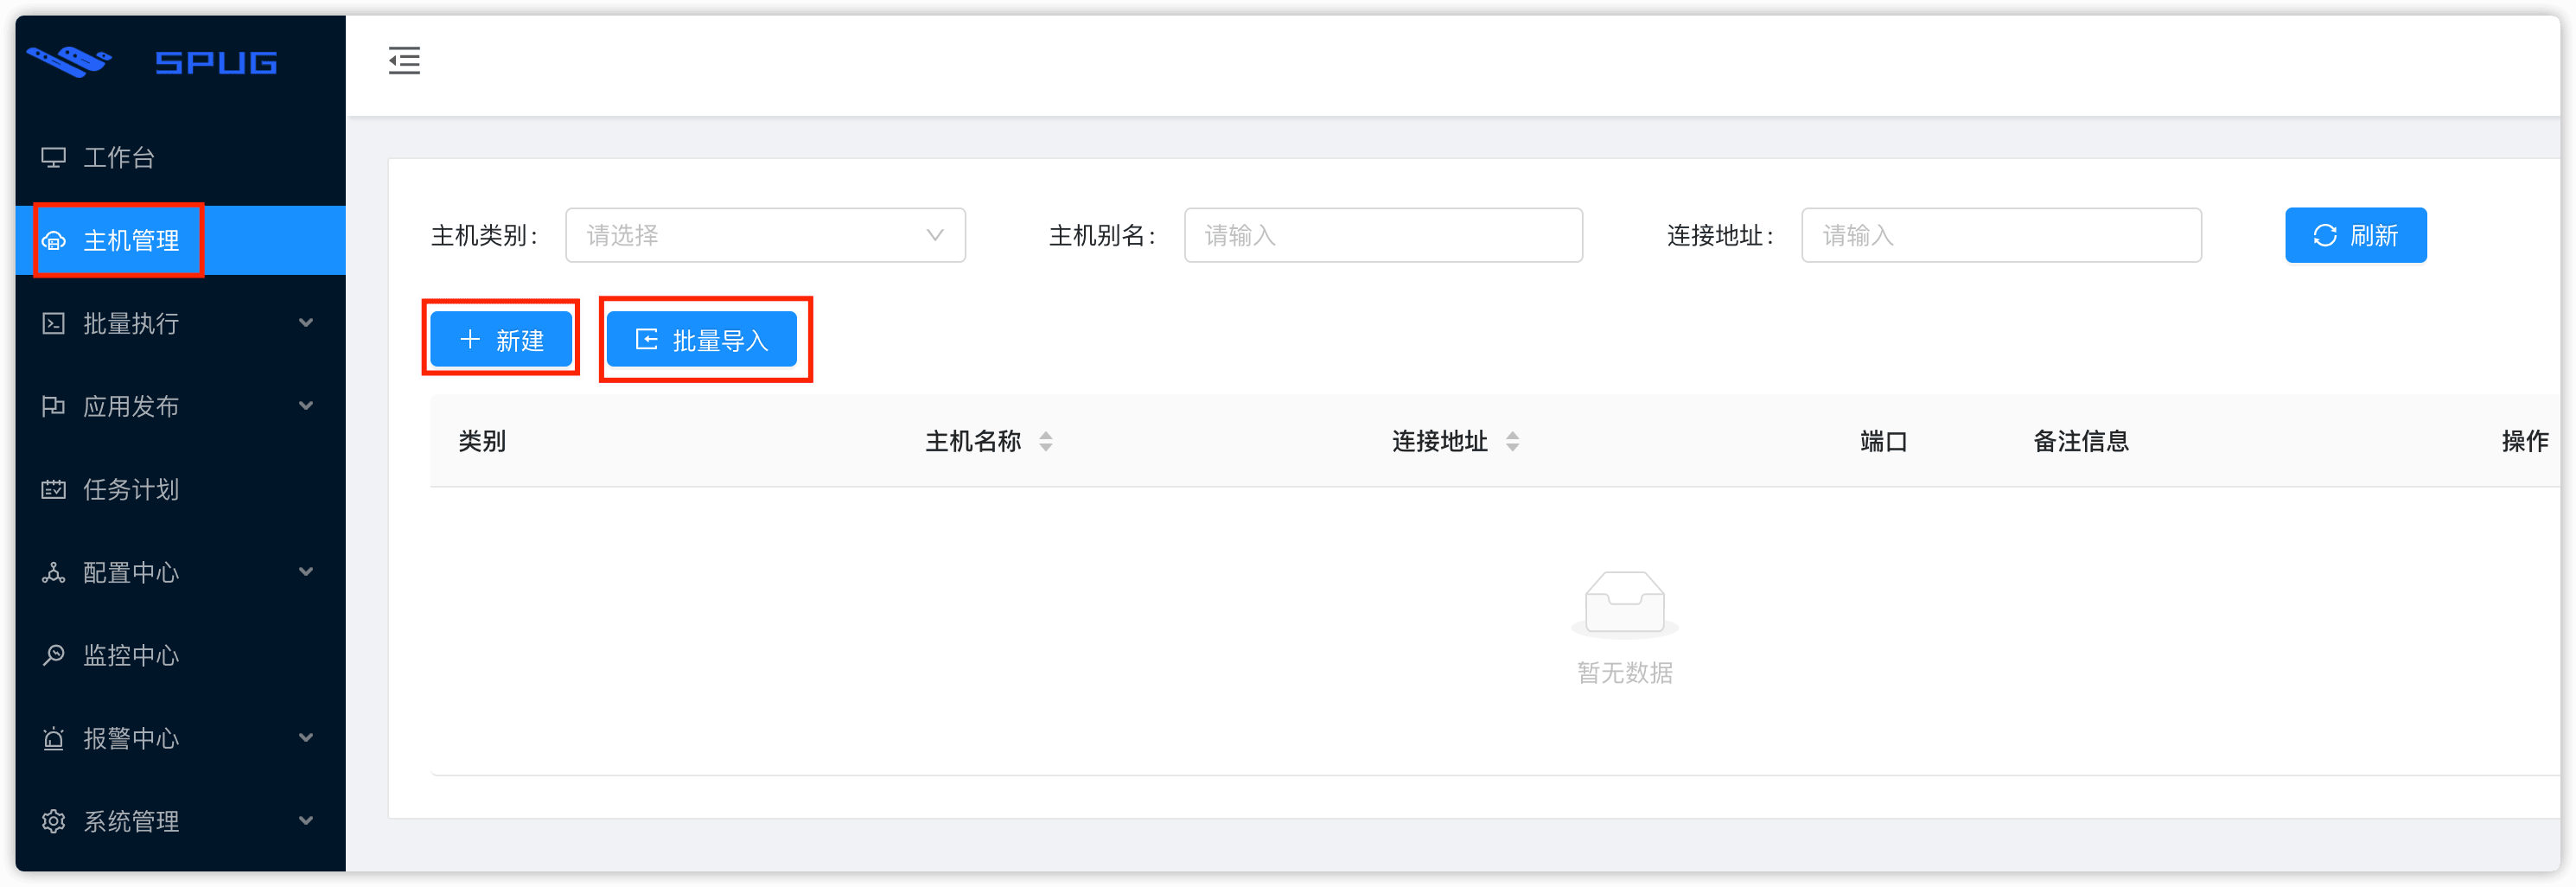 SPUG
工作台
主机管理
批量执行
应用发布
任务计划
配置中心
监控中心
报警中心
系统管理
主机类别: 请选择 主机别名: 请输入 连接地址: 请输入 刷新
新建 批量导入
类别 主机名称 连接地址 端口 备注信息 操作
暂无数据